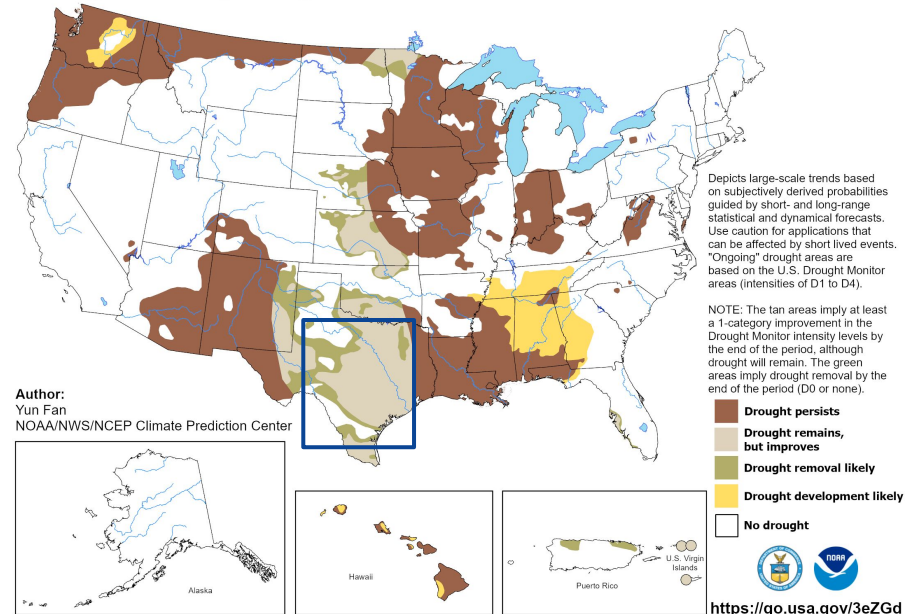 Depicts large-scale trends based
on subjectively derived probabilities
guided by short- and long-range
statistical and dynamical forecasts.
Use caution for applications that
can be affected by short lived events.
"Ongoing" drought areas are
based on the U.S. Drought Monitor
areas (intensities of D1 to D4).
NOTE: The tan areas imply at least
a 1-category improvement in the
Drought Monitor intensity levels by
the end of the period, although
drought will remain. The green
areas imply drought removal by the
end of the period (D0 or none).
Author:
Yun Fan
NOAA/NWS/NCEP Climate Prediction Center
Drought persists
Drought remains,
but improves
Drought removal likely
Drought development likely
No drought
Alaska
Hawaii
Puerto Rico
U.S. Virgin
Islands
NOAA
https://go.usa.gov/3eZGd